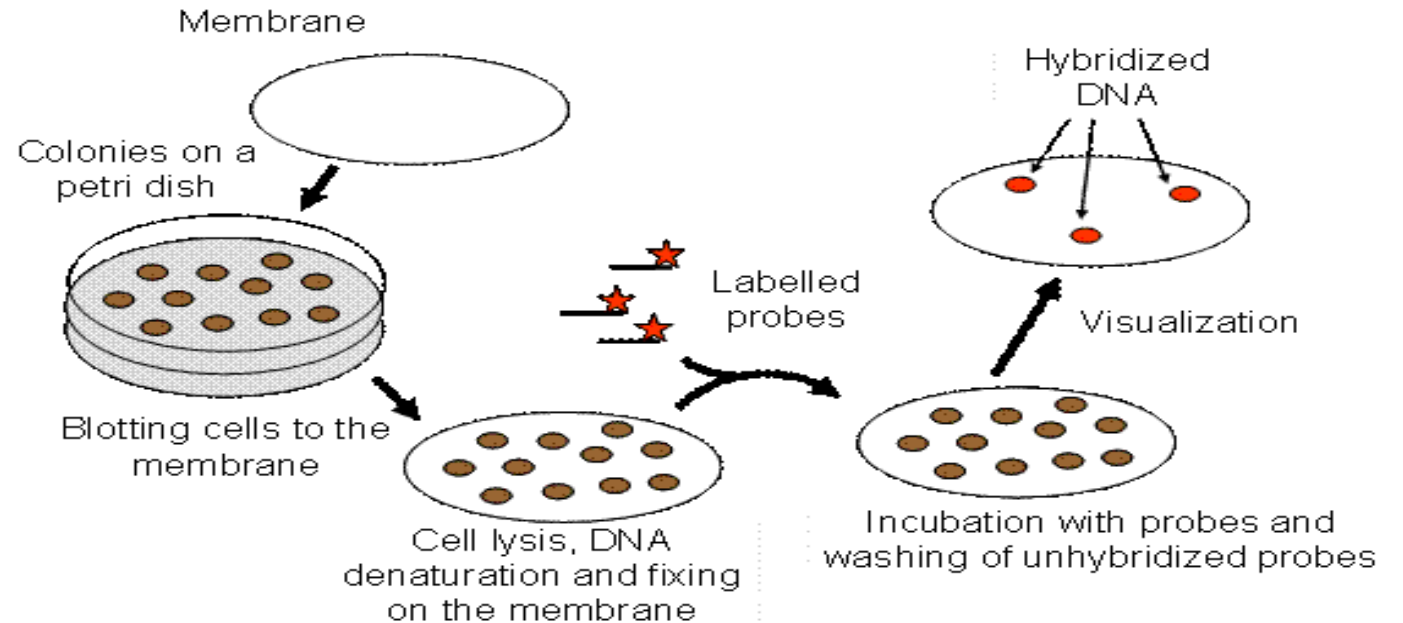 Membrane
Colonies on a
petri dish
Blotting cells to the
membrane
Cell lysis, DNA
denaturation and fixing
on the membrane
Labelled
probes
Incubation with probes and
washing of unhybridized probes
Visualization
Hybridized
DNA